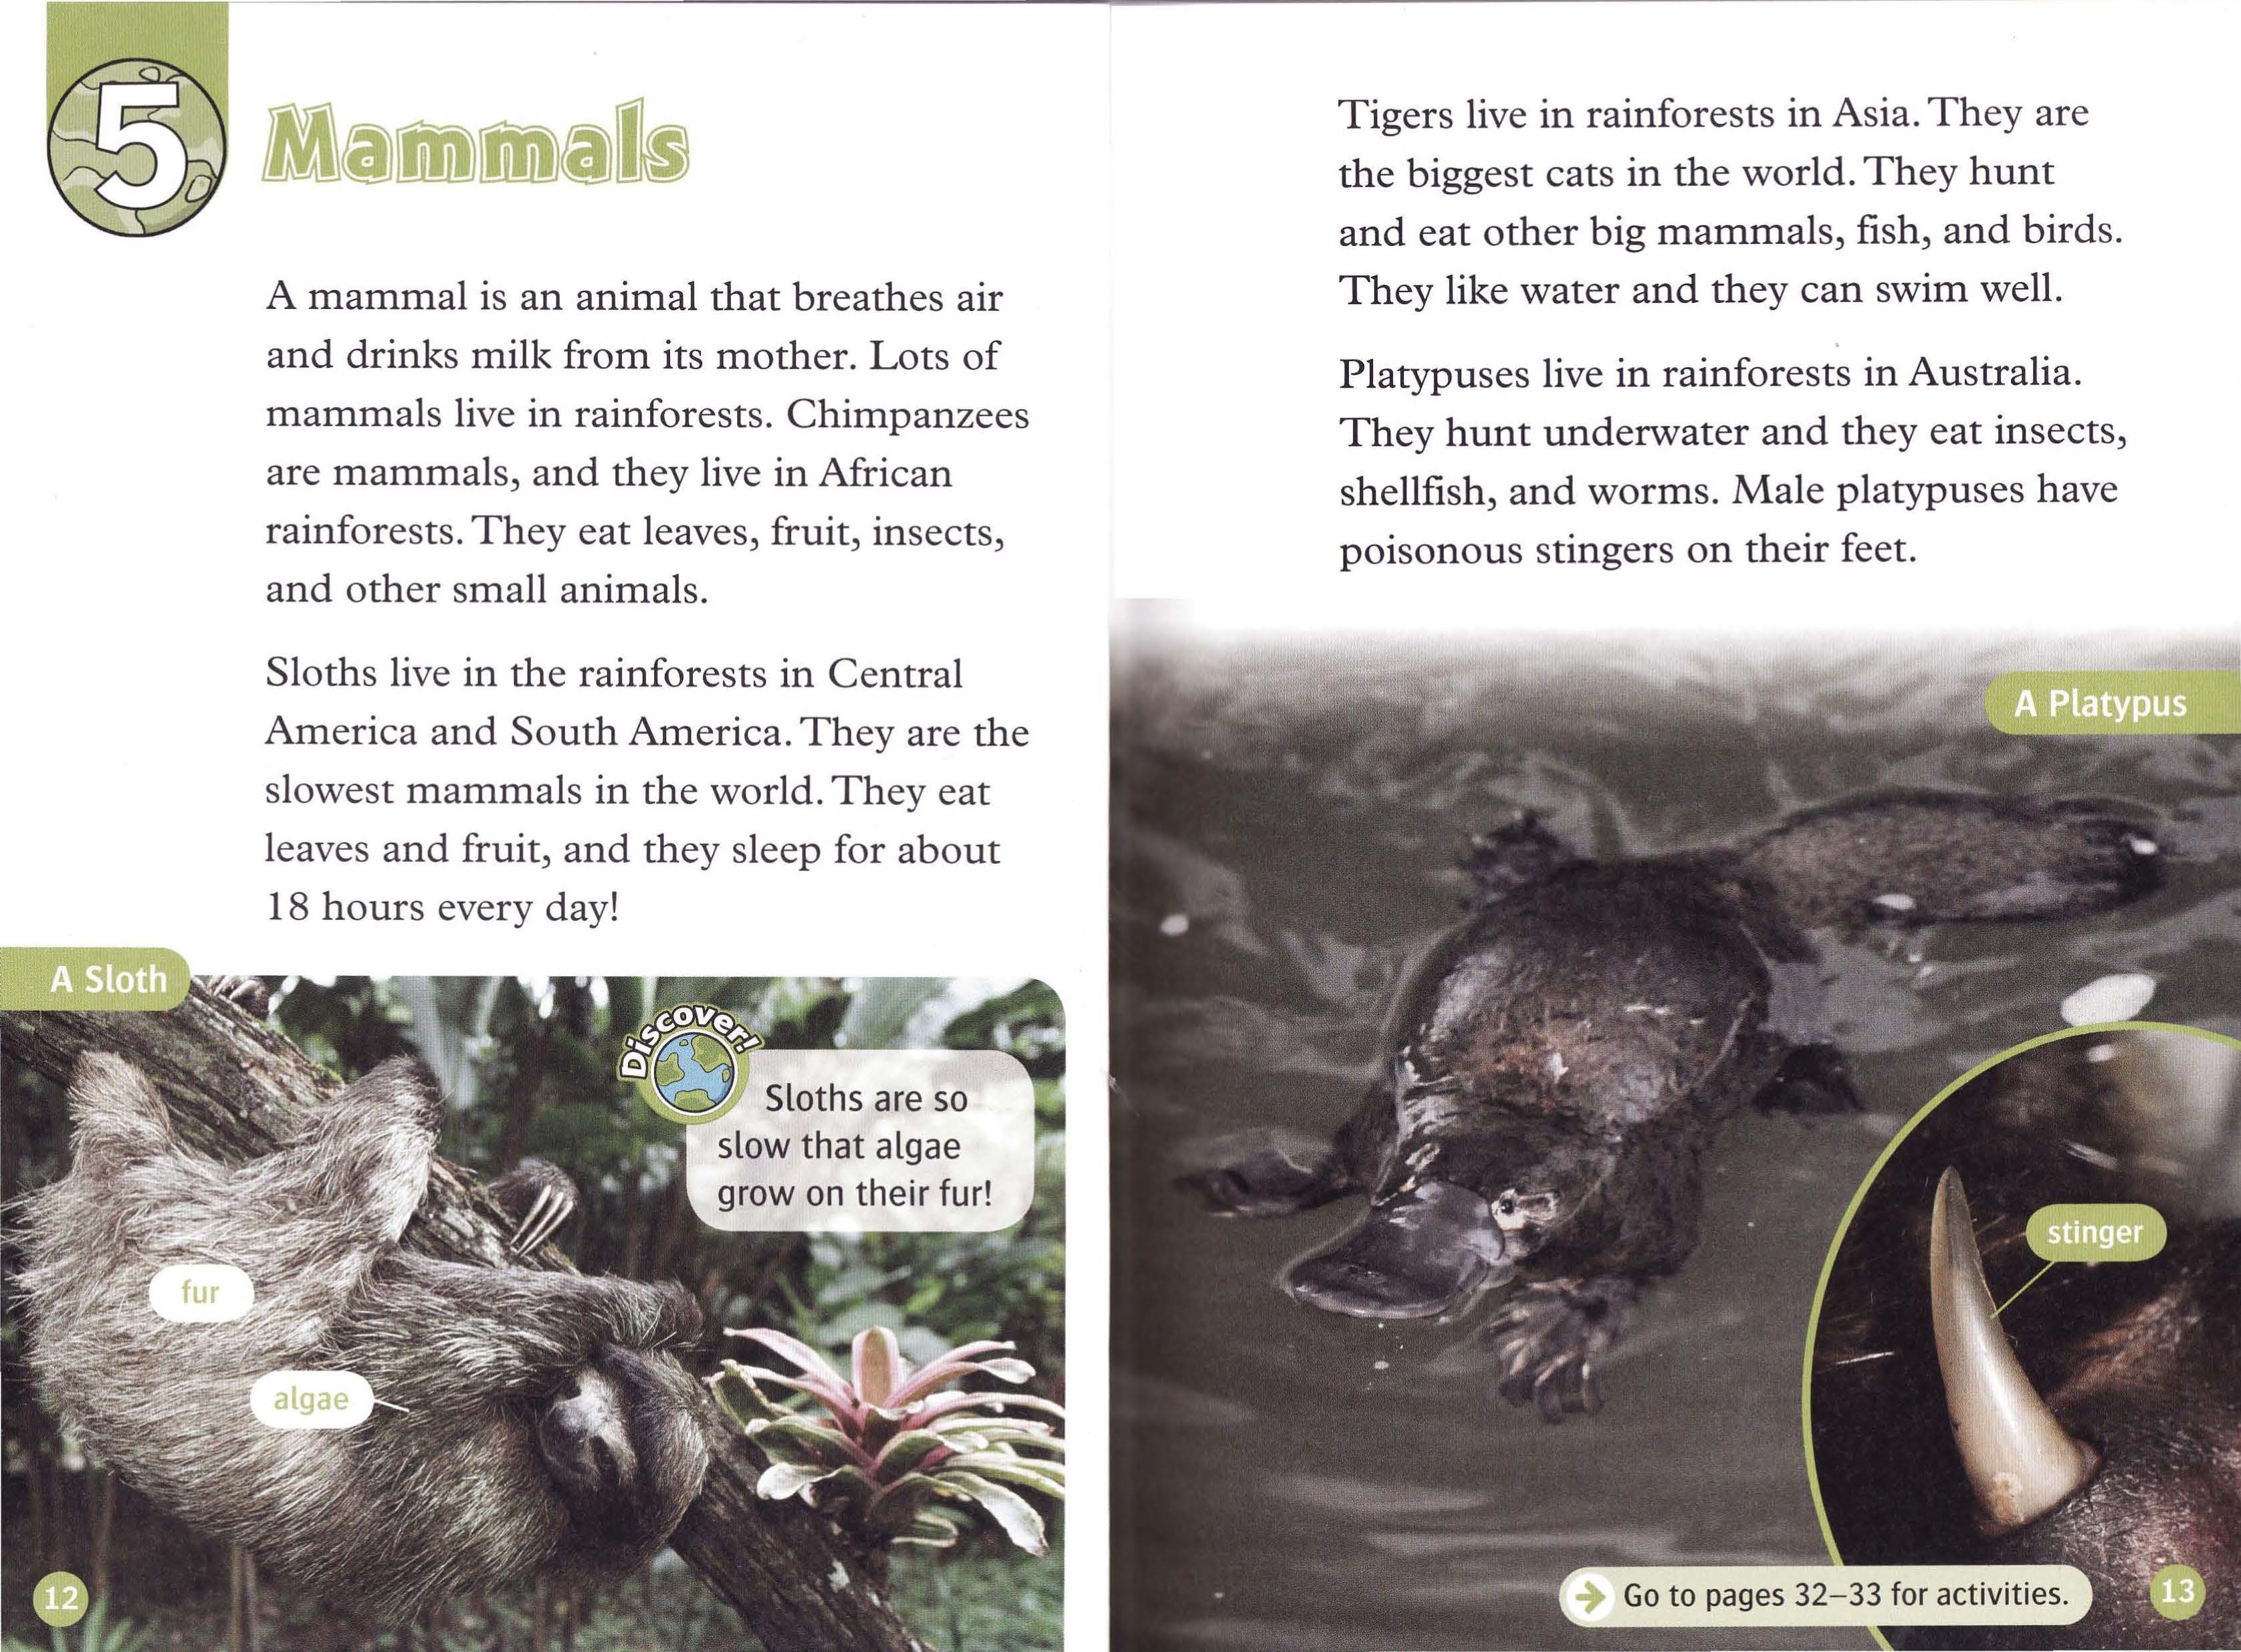 5
Mammals
A mammal is an animal that breathes air
and drinks milk from its mother. Lots of
mammals live in rainforests. Chimpanzees
are mammals, and they live in African
rainforests. They eat leaves, fruit, insects,
and other small animals.
Sloths live in the rainforests in Central
America and South America. They are the
slowest mammals in the world. They eat
leaves and fruit, and they sleep for about
18 hours every day!
A Sloth
Discover!
Sloths are so
slow that algae
grow on their fur!
fur
algae
12
Tigers live in rainforests in Asia. They are
the biggest cats in the world. They hunt
and eat other big mammals, fish, and birds.
They like water and they can swim well.
Platypuses live in rainforests in Australia.
They hunt underwater and they eat insects,
shellfish, and worms. Male platypuses have
poisonous stingers on their feet.
A Platypus
stinger
Go to pages 32–33 for activities.
13